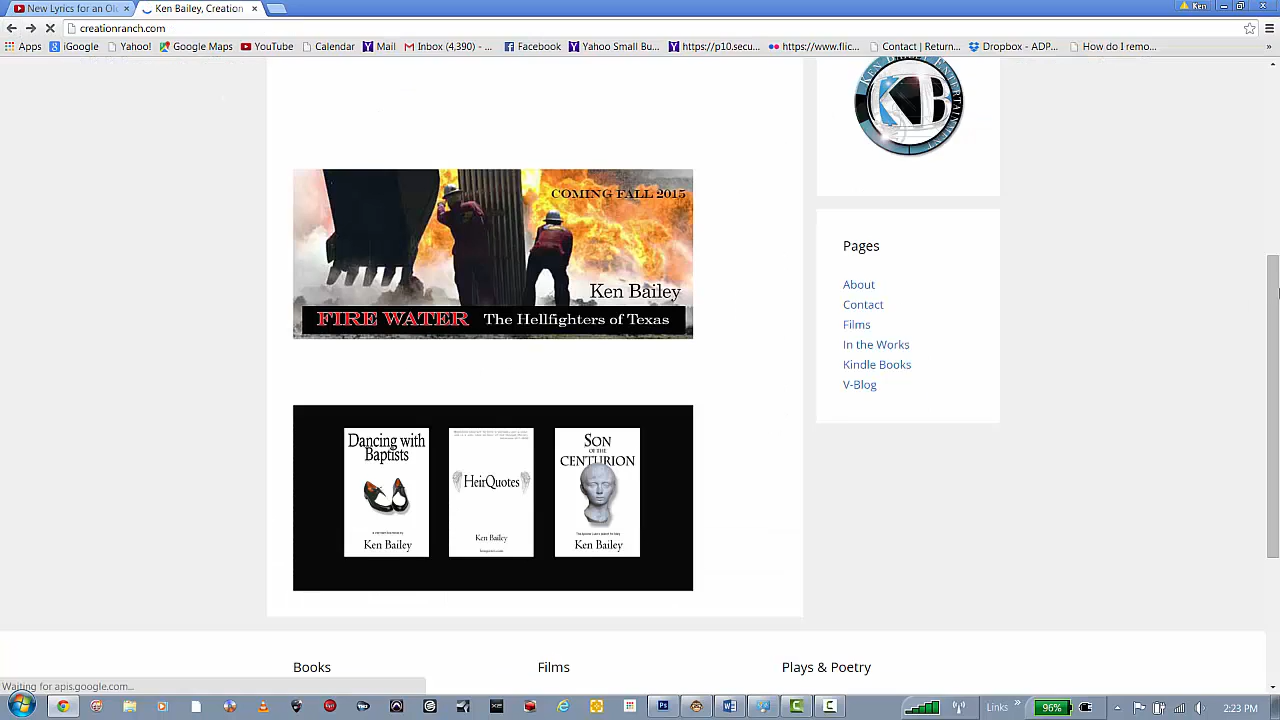 New Lyrics for an Ol
Ken Bailey, Creation
Ken
creationranch.com
Apps
iGoogle
Yahoo!
Google Maps
YouTube
Calendar
Mail
Inbox (4,390) - ...
Facebook
Yahoo Small Bu...
https://p10.secu...
https://www.flic...
Contact | Return...
Dropbox - ADP...
How do I remo...
»
KEN BAILEY ENTERTAINMENT
KB
COMING FALL 2015
Ken Bailey
FIRE WATER The Hellfighters of Texas
Pages
About
Contact
Films
In the Works
Kindle Books
V-Blog
Dancing with
Baptists
Ken Bailey
HeirQuotes
Ken Bailey
SON
OF THE
CENTURION
Ken Bailey
Books
Films
Plays & Poetry
Waiting for apis.google.com...
Links
»
96%
2:23 PM